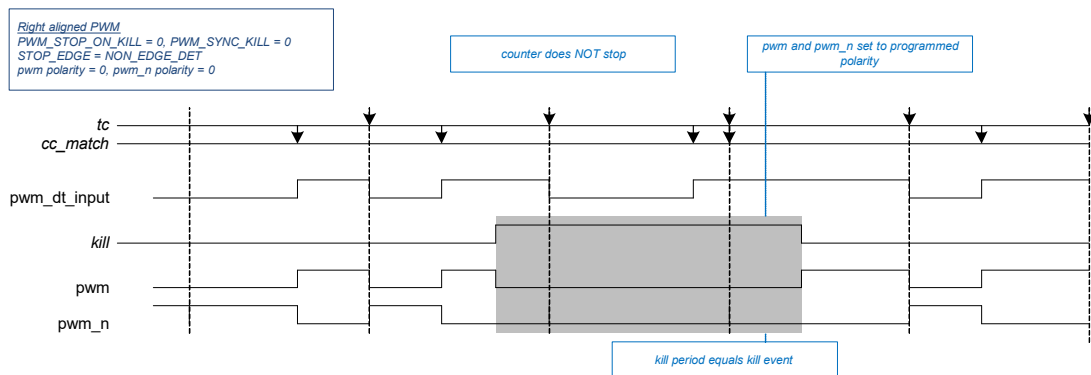 Right aligned PWM
PWM_STOP_ON_KILL = 0, PWM_SYNC_KILL = 0
STOP_EDGE = NON_EDGE_DET
pwm polarity = 0, pwm_n polarity = 0
counter does NOT stop
pwm and pwm_n set to programmed
polarity
tc
cc_match
pwm_dt_input
kill
pwm
pwm_n
kill period equals kill event